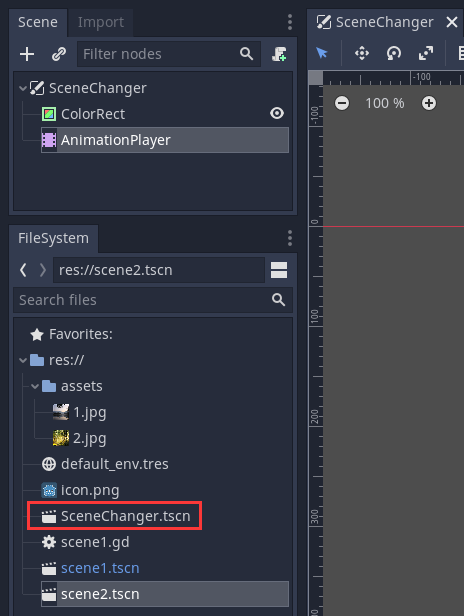 Scene Import
Filter nodes
SceneChanger
ColorRect
AnimationPlayer
FileSystem
res://scene2.tscn
Search files
Favorites:
res://
assets
1.jpg
2.jpg
default_env.tres
icon.png
SceneChanger.tscn
scene1.gd
scene1.tscn
scene2.tscn
SceneChanger
-100
100 %
-100
0
100
200
300